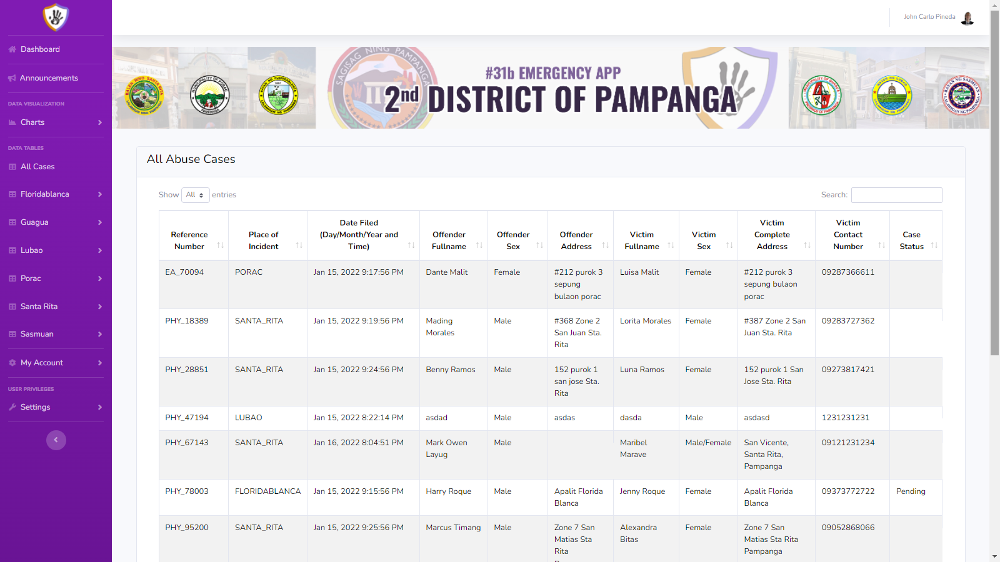 John Carlo Pineda
Dashboard
Announcements
DATA VISUALIZATION
Charts
DATA TABLES
All Cases
Floridablanca
Guagua
Lubao
Porac
Santa Rita
Sasmuan
My Account
USER PRIVILEGES
Settings
#31b EMERGENCY APP
2nd DISTRICT OF PAMPANGA
All Abuse Cases
Show All entries
Search:
Reference Number
Place of Incident
Date Filed (Day/Month/Year and Time)
Offender Fullname
Offender Sex
Offender Address
Victim Fullname
Victim Sex
Victim Complete Address
Victim Contact Number
Case Status
EA_70094 PORAC Jan 15, 2022 9:17:56 PM Dante Malit Female #212 purok 3 sepung bulaon porac Luisa Malit Female #212 purok 3 sepung bulaon porac 09287366611
PHY_18389 SANTA_RITA Jan 15, 2022 9:19:56 PM Mading Morales Male #368 Zone 2 San Juan Sta. Rita Lorita Morales Female #387 Zone 2 San Juan Sta. Rita 09283727362
PHY_28851 SANTA_RITA Jan 15, 2022 9:24:56 PM Benny Ramos Male 152 purok 1 san jose Sta. Rita Luna Ramos Female 152 purok 1 San Jose Sta. Rita 09273817421
PHY_47194 LUBAO Jan 15, 2022 8:22:14 PM asdad Male asdas dasda Male asdasd 1231231231
PHY_67143 SANTA_RITA Jan 16, 2022 8:04:51 PM Mark Owen Layug Male Maribel Marave Male/Female San Vicente, Santa Rita, Pampanga 09121231234
PHY_78003 FLORIDABLANCA Jan 15, 2022 9:15:56 PM Harry Roque Male Apalit Florida Blanca Jenny Roque Female Apalit Florida Blanca 09373772722 Pending
PHY_95200 SANTA_RITA Jan 15, 2022 9:25:56 PM Marcus Timang Male Zone 7 San Matias Sta Rita Alexandra Bitas Female Zone 7 San Matias Sta Rita Pampanga 09052868066